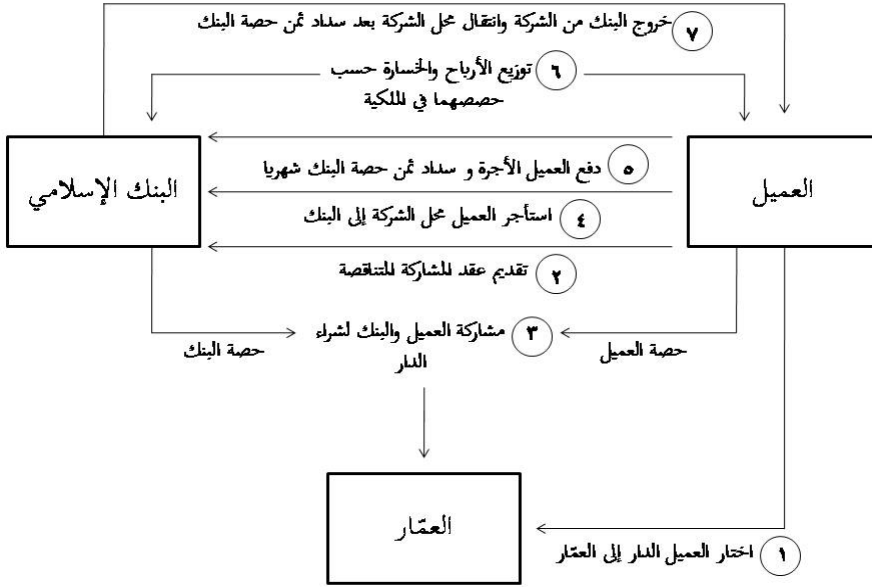 ٧ خروج البنك من الشركة وانتقال محل الشركة بعد سداد ثمن حصة البنك
٦ توزيع الأرباح والخسارة حسب
حصصهما في الملكية
العميل
البنك الإسلامي
٥ دفع العميل الأجرة و سداد ثمن حصة البنك شهريا
٤ استأجر العميل محل الشركة إلى البنك
٢ تقديم عقد المشاركة المتناقصة
٣ مشاركة العميل والبنك لشراء
الدار
حصة العميل
حصة البنك
العمّار
١ اختار العميل الدار إلى العمّار